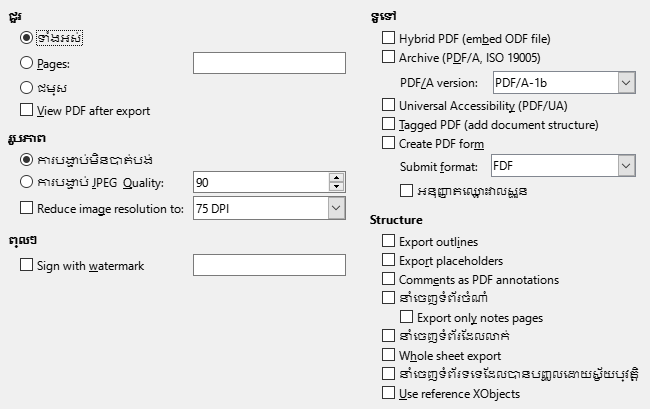 ជួរ
ទាំងអស់
Pages:
ជម្រុស
View PDF after export
រូបភាព
ការបង្ហាប់មិនបាត់បង់
ការបង្ហាប់ JPEG Quality:
90
Reduce image resolution to:
75 DPI
Sign with watermark
ទូទៅ
Hybrid PDF (embed ODF file)
Archive (PDF/A, ISO 19005)
PDF/A version:
PDF/A-1b
Universal Accessibility (PDF/UA)
Tagged PDF (add document structure)
Create PDF form
Submit format:
FDF
អនុញ្ញាតឈ្មោះវាលស្ទួន
Structure
Export outlines
Export placeholders
Comments as PDF annotations
នាំចេញទំព័រចំណាំ
Export only notes pages
នាំចេញទំព័រដែលលាក់
Whole sheet export
នាំចេញទំព័រទទេដែលបានបញ្ចូលដោយស្វ័យប្រវត្តិ
Use reference XObjects